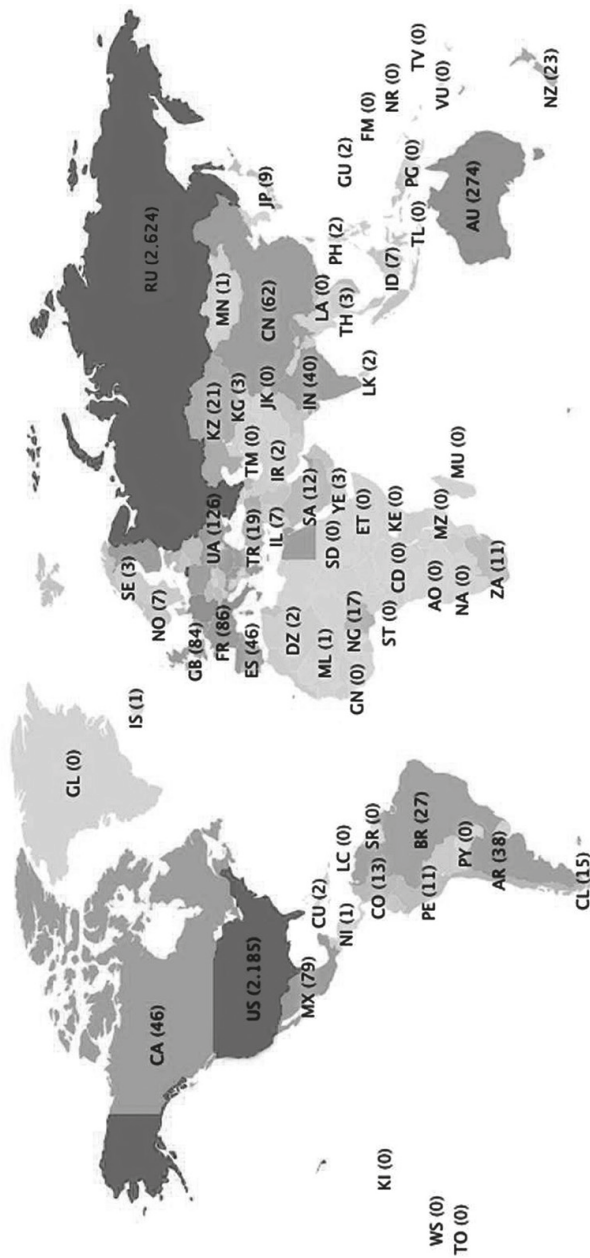 GL (0)
IS (1)
CA (46)
US (2.185)
MX (79)
CU (2)
LC (0)
NI (1)
CO (13)
SR (0)
PE (11)
BR (27)
PY (0)
AR (38)
CL (15)
KI (0)
WS (0)
TO (0)
SE (3)
NO (7)
GB (84)
FR (86)
ES (46)
UA (126)
TR (19)
IL (7)
DZ (2)
ML (1)
GN (0)
NG (17)
ST (0)
SD (0)
SA (12)
YE (3)
ET (0)
CD (0)
KE (0)
AO (0)
MZ (0)
NA (0)
ZA (11)
MU (0)
RU (2.624)
KZ (21)
KG (3)
TM (0)
IR (2)
JK (0)
IN (40)
LK (2)
MN (1)
CN (62)
JP (9)
LA (0)
TH (3)
PH (2)
ID (7)
TL (0)
PG (0)
GU (2)
FM (0)
NR (0)
TV (0)
VU (0)
AU (274)
NZ (23)